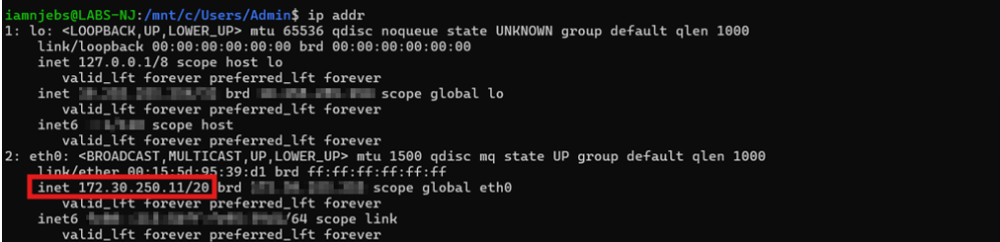 iamnjebs@LABS-NJ:/mnt/c/Users/Admin$ ip addr
1: lo: <LOOPBACK,UP,LOWER_UP> mtu 65536 qdisc noqueue state UNKNOWN group default qlen 1000
link/loopback 00:00:00:00:00:00 brd 00:00:00:00:00:00
inet 127.0.0.1/8 scope host lo
valid_lft forever preferred_lft forever
inet brd scope global lo
valid_lft forever preferred_lft forever
inet6 scope host
valid_lft forever preferred_lft forever
2: eth0: <BROADCAST,MULTICAST,UP,LOWER_UP> mtu 1500 qdisc mq state UP group default qlen 1000
link/ether 00:15:5d:95:39:d1 brd ff:ff:ff:ff:ff:ff
inet 172.30.250.11/20 brd scope global eth0
valid_lft forever preferred_lft forever
inet6 /64 scope link
valid_lft forever preferred_lft forever